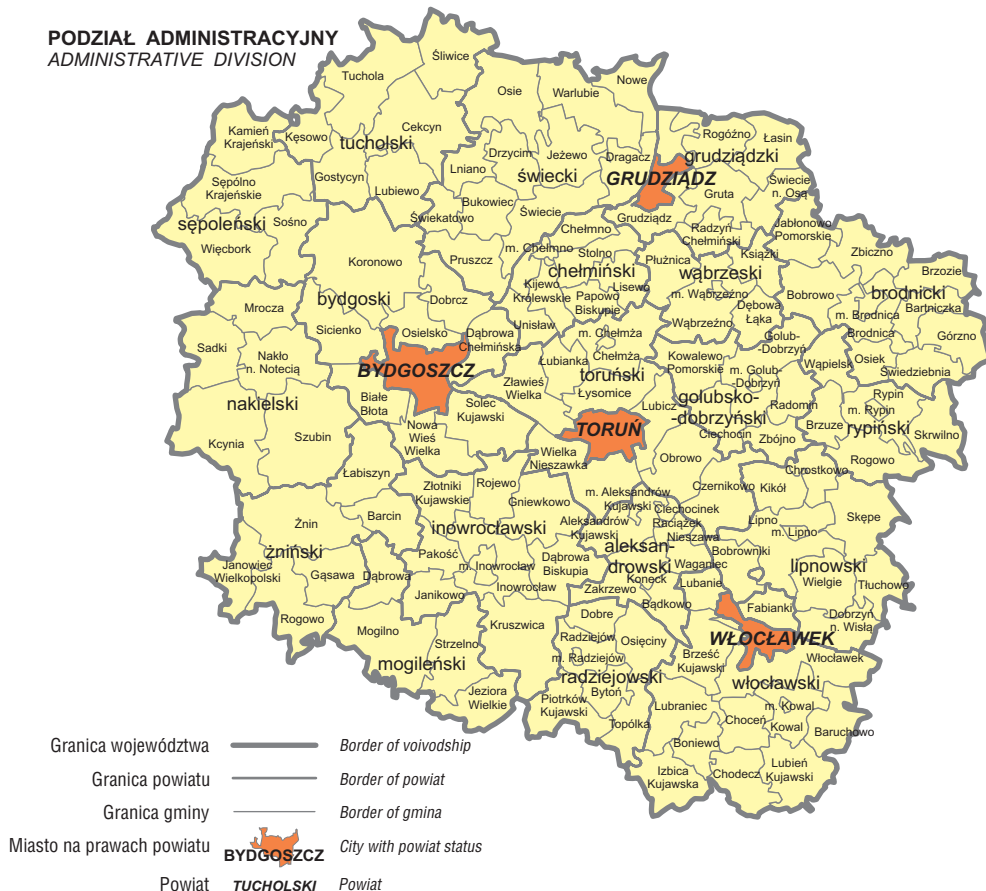 PODZIAŁ ADMINISTRACYJNY
ADMINISTRATIVE DIVISION
Śliwice
Tuchola
Nowe
Osie
Warlubie
Kamień
Krajeński
Kęsowo
Cekcyn
tucholski
Rogóźno
Łasin
Drzycim
Jeżewo
Dragacz
grudziądzki
Lniano
świecki
GRUDZIĄDZ
Gostycyn
Lubiewo
Sępólno
Krajeńskie
Bukowiec
Gruta
Świecie
n. Osą
Świekatowo
Świecie
Grudziądz
sępoleński
Sośno
Chełmno
Radzyń
Chełmiński
Jabłonowo
Pomorskie
Więcbork
m. Chełmno
Stolno
Książki
Zbiczno
Koronowo
Pruszcz
chełmiński
Płużnica
wąbrzeski
Brzozie
Kijewo
Królewskie
Lisewo
Papowo
Biskupie
m. Wąbrzeźno
Bobrowo
brodnicki
bydgoski
Dobrcz
Dębowa
Łąka
m. Brodnica
Bartniczka
Mrocza
Sicienko
Osielsko
Dąbrowa
Chełmińska
Unisław
m. Chełmża
Wąbrzeźno
Golub-
-Dobrzyń
Brodnica
Górzno
Sadki
Nakło
n. Notecią
BYDGOSZCZ
Łubianka
Chełmża
Kowalewo
Pomorskie
m. Golub-
-Dobrzyń
Wąpielsk
Osiek
Świedziebnia
toruński
Zławieś
Wielka
Łysomice
golubsko-
-dobrzyński
Rypin
nakielski
Białe
Błota
Solec
Kujawski
Lubicz
Radomin
m. Rypin
Brzuze
rypiński
Skrwilno
Kcynia
Szubin
Nowa
Wieś
Wielka
TORUŃ
Ciechocin
Zbójno
Wielka
Nieszawka
Obrowo
Rogowo
Łabiszyn
Chrostkowo
Złotniki
Kujawskie
Rojewo
m. Aleksandrów
Kujawski
Czernikowo
Kikół
Gniewkowo
Ciechocinek
Raciążek
Nieszawa
Skępe
Żnin
Barcin
inowrocławski
Aleksandrów
Kujawski
Lipno
m. Lipno
żniński
Pakość
aleksan-
drowski
Bobrowniki
Dąbrowa
Biskupia
Waganiec
lipnowski
Janowiec
Wielkopolski
Gąsawa
Dąbrowa
m. Inowrocław
Inowrocław
Koneck
Lubanie
Wielgie
Tłuchowo
Janikowo
Zakrzewo
Bądkowo
Fabianki
Dobrzyń
n. Wisłą
Rogowo
Mogilno
Kruszwica
Dobre
Strzelno
Radziejów
Osięciny
WŁOCŁAWEK
mogileński
m. Radziejów
radziejowski
Brześć
Kujawski
Włocławek
włocławski
Jeziora
Wielkie
Piotrków
Kujawski
Bytoń
Lubraniec
m. Kowal
Topólka
Choceń
Kowal
Baruchowo
Boniewo
Izbica
Kujawska
Chodecz
Lubień
Kujawski
Granica województwa Border of voivodship
Granica powiatu Border of powiat
Granica gminy Border of gmina
Miasto na prawach powiatu BYDGOSZCZ City with powiat status
Powiat TUCHOLSKI Powiat